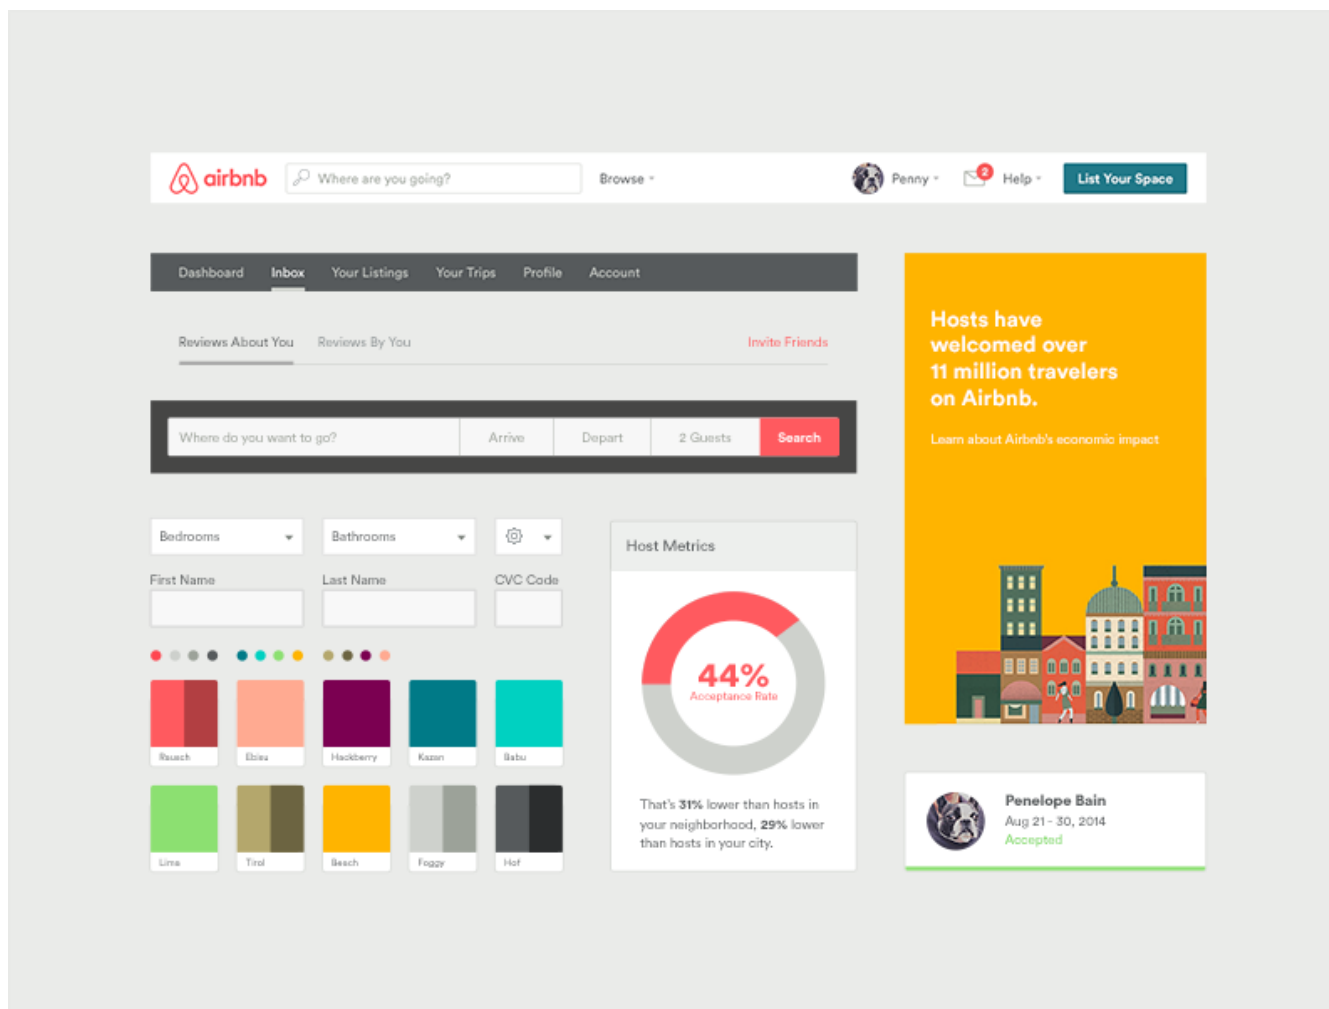 airbnb
Where are you going?
Browse
Penny
2
Help
List Your Space
Dashboard
Inbox
Your Listings
Your Trips
Profile
Account
Reviews About You
Reviews By You
Invite Friends
Where do you want to go?
Arrive
Depart
2 Guests
Search
Hosts have
welcomed over
11 million travelers
on Airbnb.
Learn about Airbnb's economic impact
Bedrooms
Bathrooms
First Name
Last Name
CVC Code
Rausch
Ebisu
Hackberry
Kazan
Babu
Lima
Tirol
Beach
Foggy
Hof
Host Metrics
44%
Acceptance Rate
That's 31% lower than hosts in
your neighborhood, 29% lower
than hosts in your city.
Penelope Bain
Aug 21 - 30, 2014
Accepted